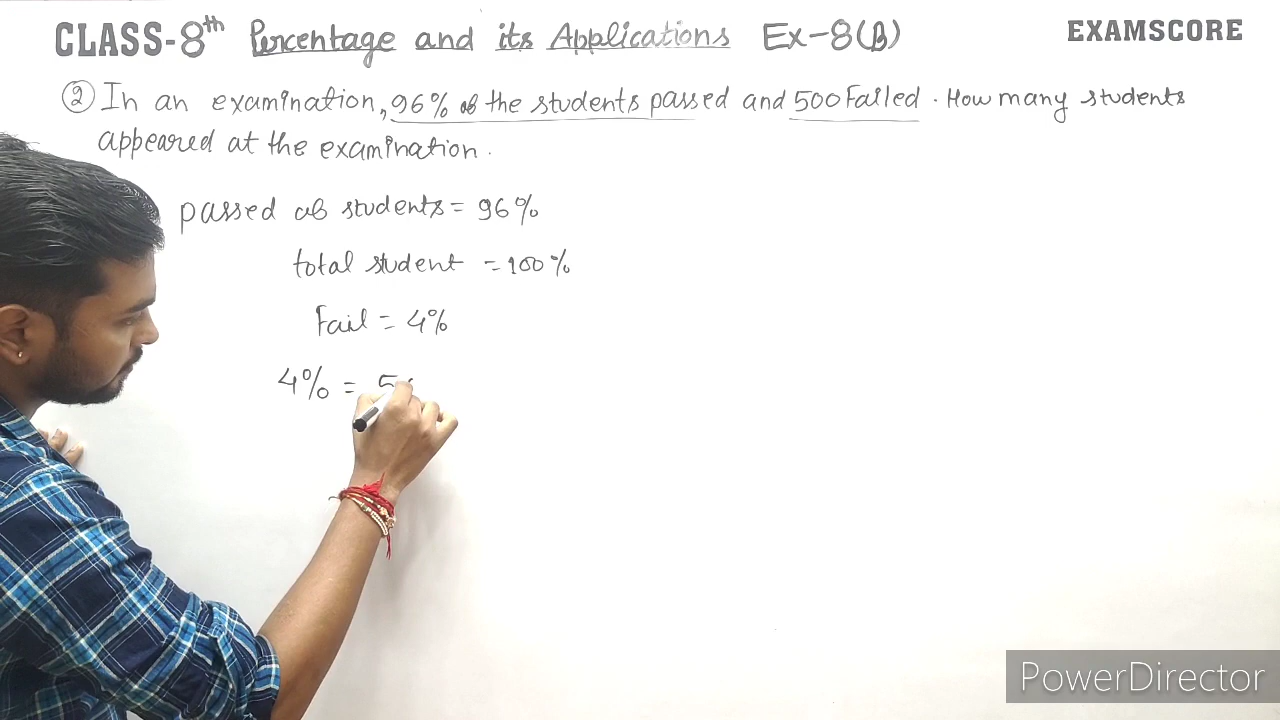 CLASS-8th Percentage and its Applications Ex-8(B) EXAMSCORE
② In an examination, 96% of the students passed and 500 Failed. How many students
appeared at the examination.
passed of students = 96%
total student = 100%
Fail = 4%
4% = 50
PowerDirector